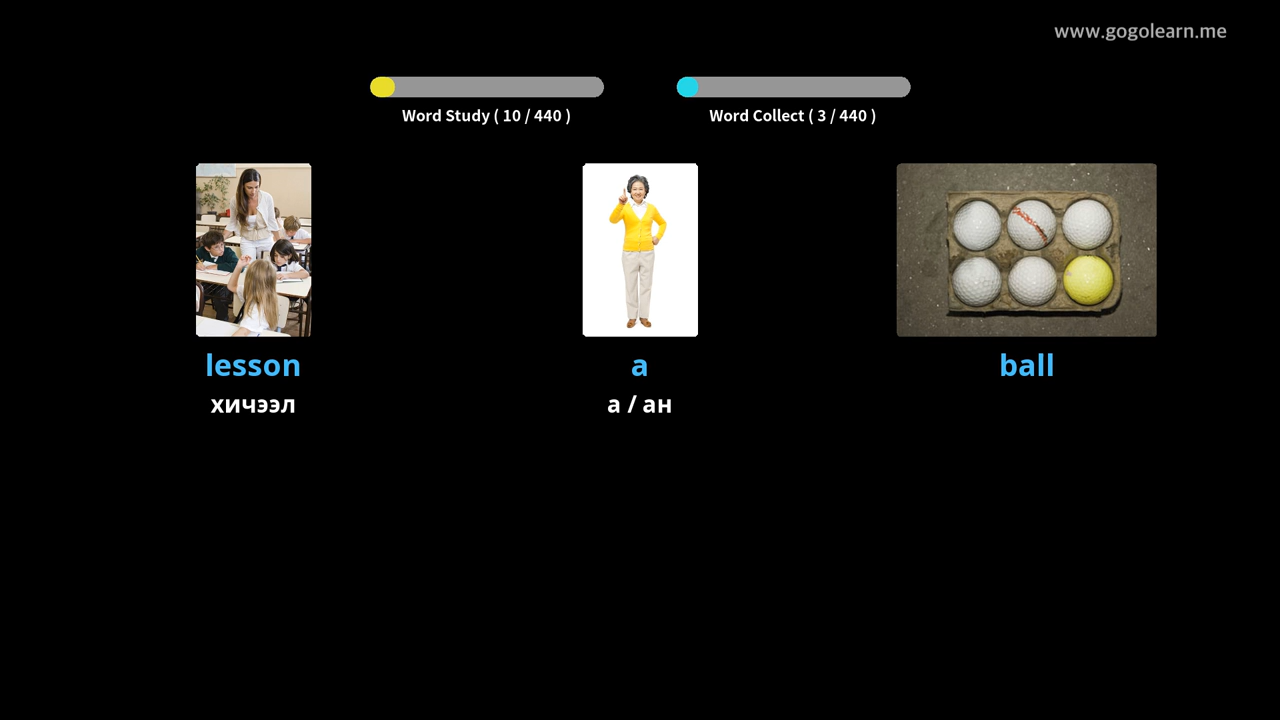 www.gogolearn.me
Word Study ( 10 / 440 )
Word Collect ( 3 / 440 )
lesson
хичээл
a
а / ан
ball